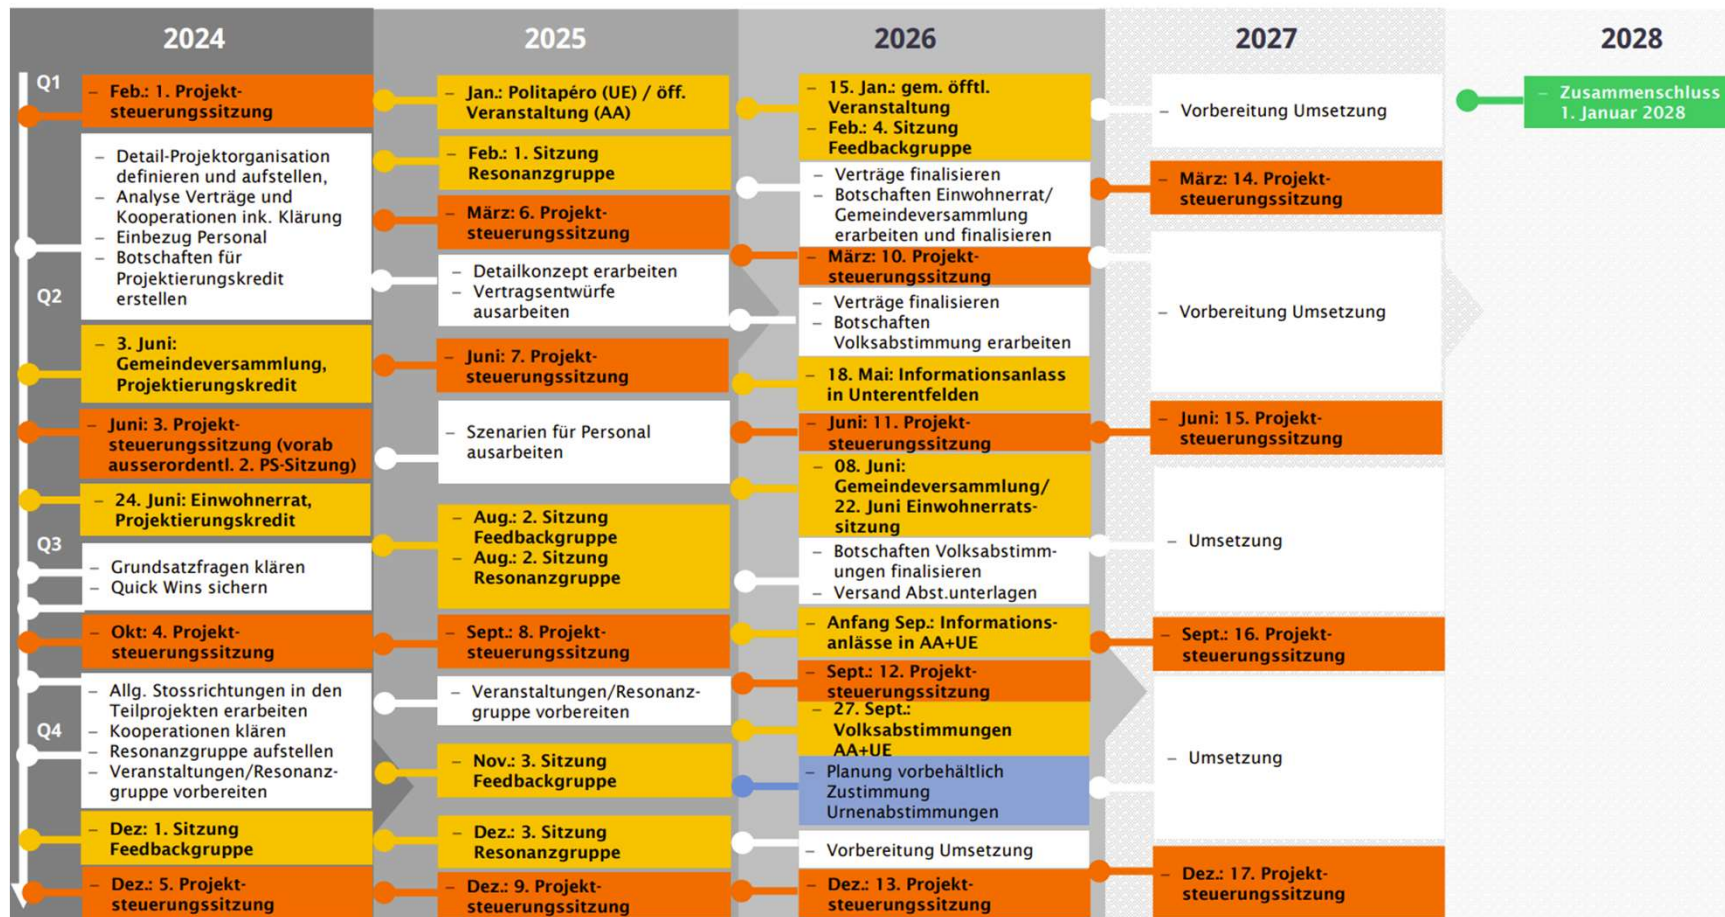 2024
Q1
Q2
Q3
Q4
– Feb.: 1. Projekt-
steuerungssitzung
– Detail-Projektorganisation
definieren und aufstellen,
– Analyse Verträge und
Kooperationen ink. Klärung
– Einbezug Personal
– Botschaften für
Projektierungskredit
erstellen
– 3. Juni:
Gemeindeversammlung,
Projektierungskredit
– Juni: 3. Projekt-
steuerungssitzung (vorab
ausserordentl. 2. PS-Sitzung)
– 24. Juni: Einwohnerrat,
Projektierungskredit
– Grundsatzfragen klären
– Quick Wins sichern
– Okt: 4. Projekt-
steuerungssitzung
– Allg. Stossrichtungen in den
Teilprojekten erarbeiten
– Kooperationen klären
– Resonanzgruppe aufstellen
– Veranstaltungen/Resonanz-
gruppe vorbereiten
– Dez: 1. Sitzung
Feedbackgruppe
– Dez.: 5. Projekt-
steuerungssitzung
2025
– Jan.: Politapéro (UE) / öff.
Veranstaltung (AA)
– Feb.: 1. Sitzung
Resonanzgruppe
– März: 6. Projekt-
steuerungssitzung
– Detailkonzept erarbeiten
– Vertragsentwürfe
ausarbeiten
– Juni: 7. Projekt-
steuerungssitzung
– Szenarien für Personal
ausarbeiten
– Aug.: 2. Sitzung
Feedbackgruppe
– Aug.: 2. Sitzung
Resonanzgruppe
– Sept.: 8. Projekt-
steuerungssitzung
– Veranstaltungen/Resonanz-
gruppe vorbereiten
– Nov.: 3. Sitzung
Feedbackgruppe
– Dez.: 3. Sitzung
Resonanzgruppe
– Dez.: 9. Projekt-
steuerungssitzung
2026
– 15. Jan.: gem. öfftl.
Veranstaltung
– Feb.: 4. Sitzung
Feedbackgruppe
– Verträge finalisieren
– Botschaften Einwohnerrat/
Gemeindeversammlung
erarbeiten und finalisieren
– März: 10. Projekt-
steuerungssitzung
– Verträge finalisieren
– Botschaften
Volksabstimmung erarbeiten
– 18. Mai: Informationsanlass
in Unterentfelden
– Juni: 11. Projekt-
steuerungssitzung
– 08. Juni:
Gemeindeversammlung/
22. Juni Einwohnerrats-
sitzung
– Botschaften Volksabstimm-
ungen finalisieren
– Versand Abst.unterlagen
– Anfang Sep.: Informations-
anlässe in AA+UE
– Sept.: 12. Projekt-
steuerungssitzung
– 27. Sept.:
Volksabstimmungen
AA+UE
– Planung vorbehältlich
Zustimmung
Urnenabstimmungen
– Vorbereitung Umsetzung
– Dez.: 13. Projekt-
steuerungssitzung
2027
– Vorbereitung Umsetzung
– März: 14. Projekt-
steuerungssitzung
– Vorbereitung Umsetzung
– Juni: 15. Projekt-
steuerungssitzung
– Umsetzung
– Sept.: 16. Projekt-
steuerungssitzung
– Umsetzung
– Dez.: 17. Projekt-
steuerungssitzung
2028
– Zusammenschluss
1. Januar 2028